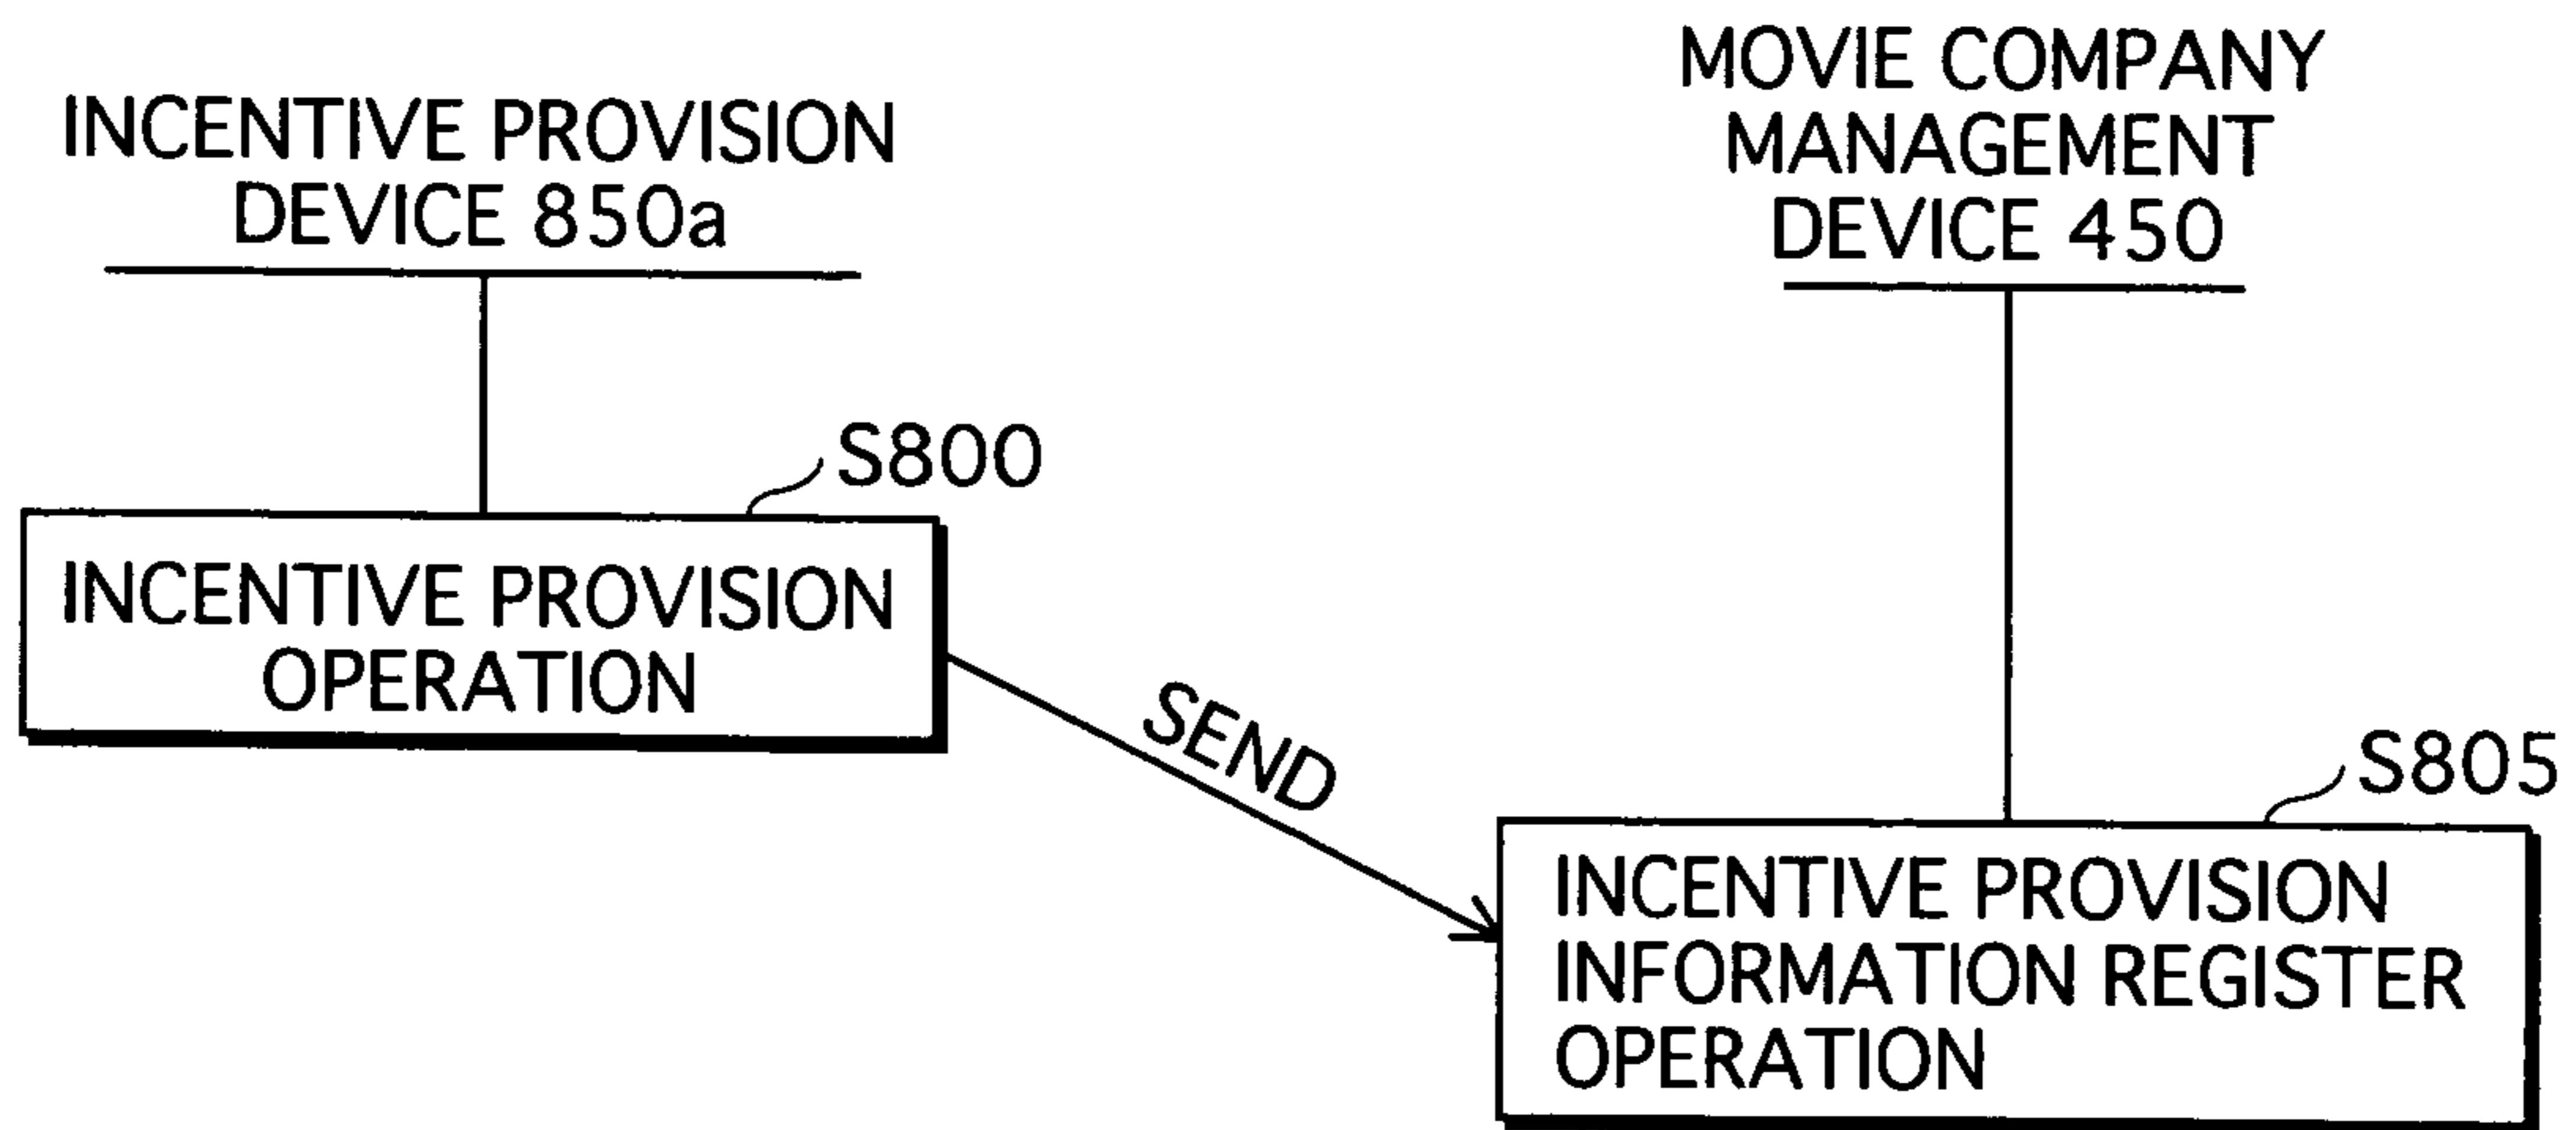 INCENTIVE PROVISION
DEVICE 850a
MOVIE COMPANY
MANAGEMENT
DEVICE 450
S800
INCENTIVE PROVISION
OPERATION
SEND
S805
INCENTIVE PROVISION
INFORMATION REGISTER
OPERATION